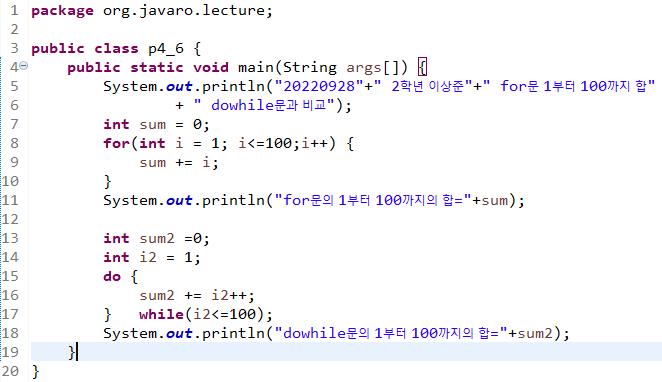 1 package org.javaro.lecture;
2
3 public class p4_6 {
4 public static void main(String args[]) {
5 System.out.println("20220928"+" 2학년 이상준"+" for문 1부터 100까지 합"
6 + " dowhile문과 비교");
7 int sum = 0;
8 for(int i = 1; i<=100;i++) {
9 sum += i;
10 }
11 System.out.println("for문의 1부터 100까지의 합="+sum);
12
13 int sum2 =0;
14 int i2 = 1;
15 do {
16 sum2 += i2++;
17 } while(i2<=100);
18 System.out.println("dowhile문의 1부터 100까지의 합="+sum2);
19 }
20 }